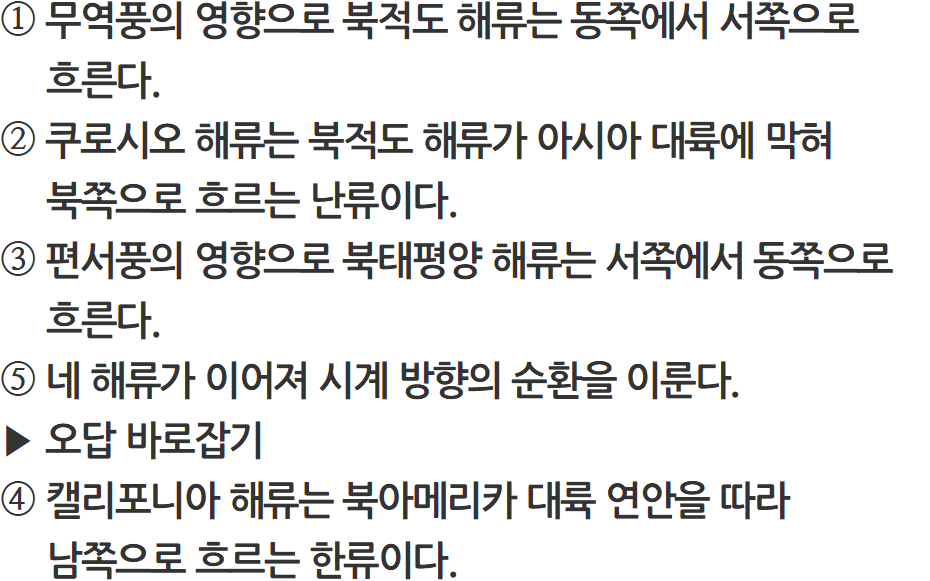 ① 무역풍의 영향으로 북적도 해류는 동쪽에서 서쪽으로
흐른다.
② 쿠로시오 해류는 북적도 해류가 아시아 대륙에 막혀
북쪽으로 흐르는 난류이다.
③ 편서풍의 영향으로 북태평양 해류는 서쪽에서 동쪽으로
흐른다.
⑤ 네 해류가 이어져 시계 방향의 순환을 이룬다.
▶ 오답 바로잡기
④ 캘리포니아 해류는 북아메리카 대륙 연안을 따라
남쪽으로 흐르는 한류이다.